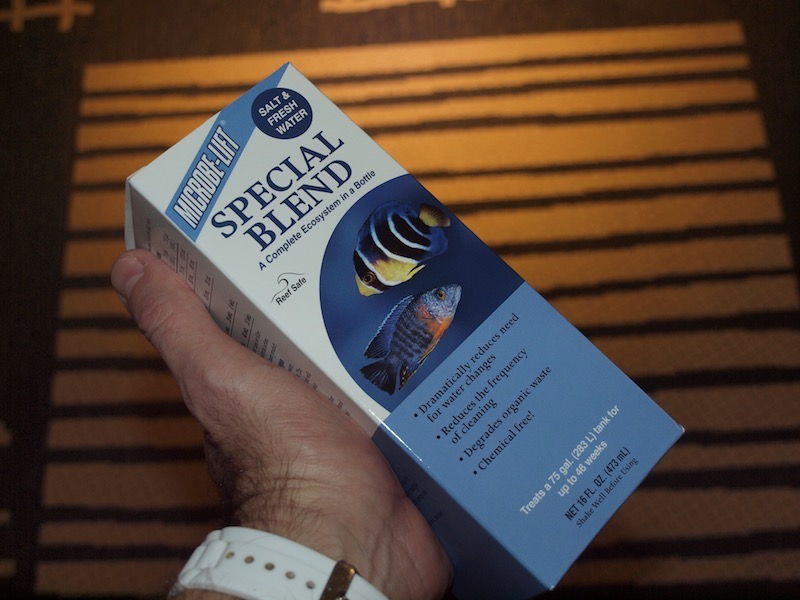 SALT &
FRESH
WATER
MICROBE-LIFT®
SPECIAL
BLEND
A Complete Ecosystem in a Bottle
Reef Safe
• Dramatically reduces need
for water changes
• Reduces the frequency
of cleaning
• Degrades organic waste
• Chemical free!
Treats a 75 gal. (283 L) tank for
up to 46 weeks
NET 16 FL. OZ. (473 mL)
Shake Well Before Using